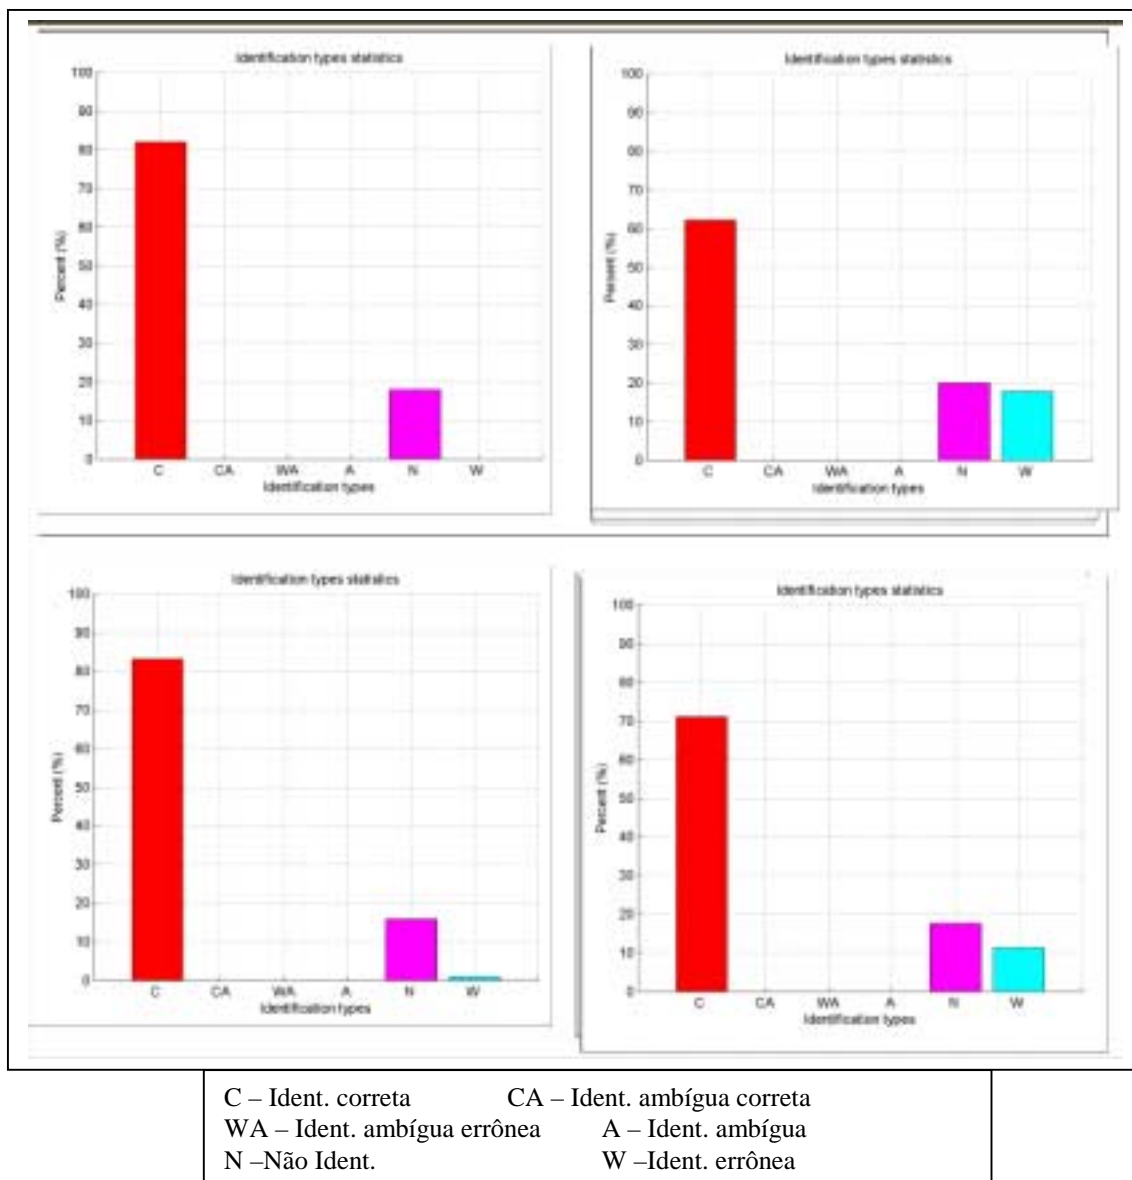 Identification types statistics
100
90
80
70
60
50
40
30
20
10
0
Percent (%)
C CA WA A N W
Identification types
Identification types statistics
100
90
80
70
60
50
40
30
20
10
0
Percent (%)
C CA WA A N W
Identification types
Identification types statistics
100
90
80
70
60
50
40
30
20
10
0
Percent (%)
C CA WA A N W
Identification types
Identification types statistics
100
90
80
70
60
50
40
30
20
10
0
Percent (%)
C CA WA A N W
Identification types
C – Ident. correta CA – Ident. ambígua correta
WA – Ident. ambígua errônea A – Ident. ambígua
N –Não Ident. W –Ident. errônea